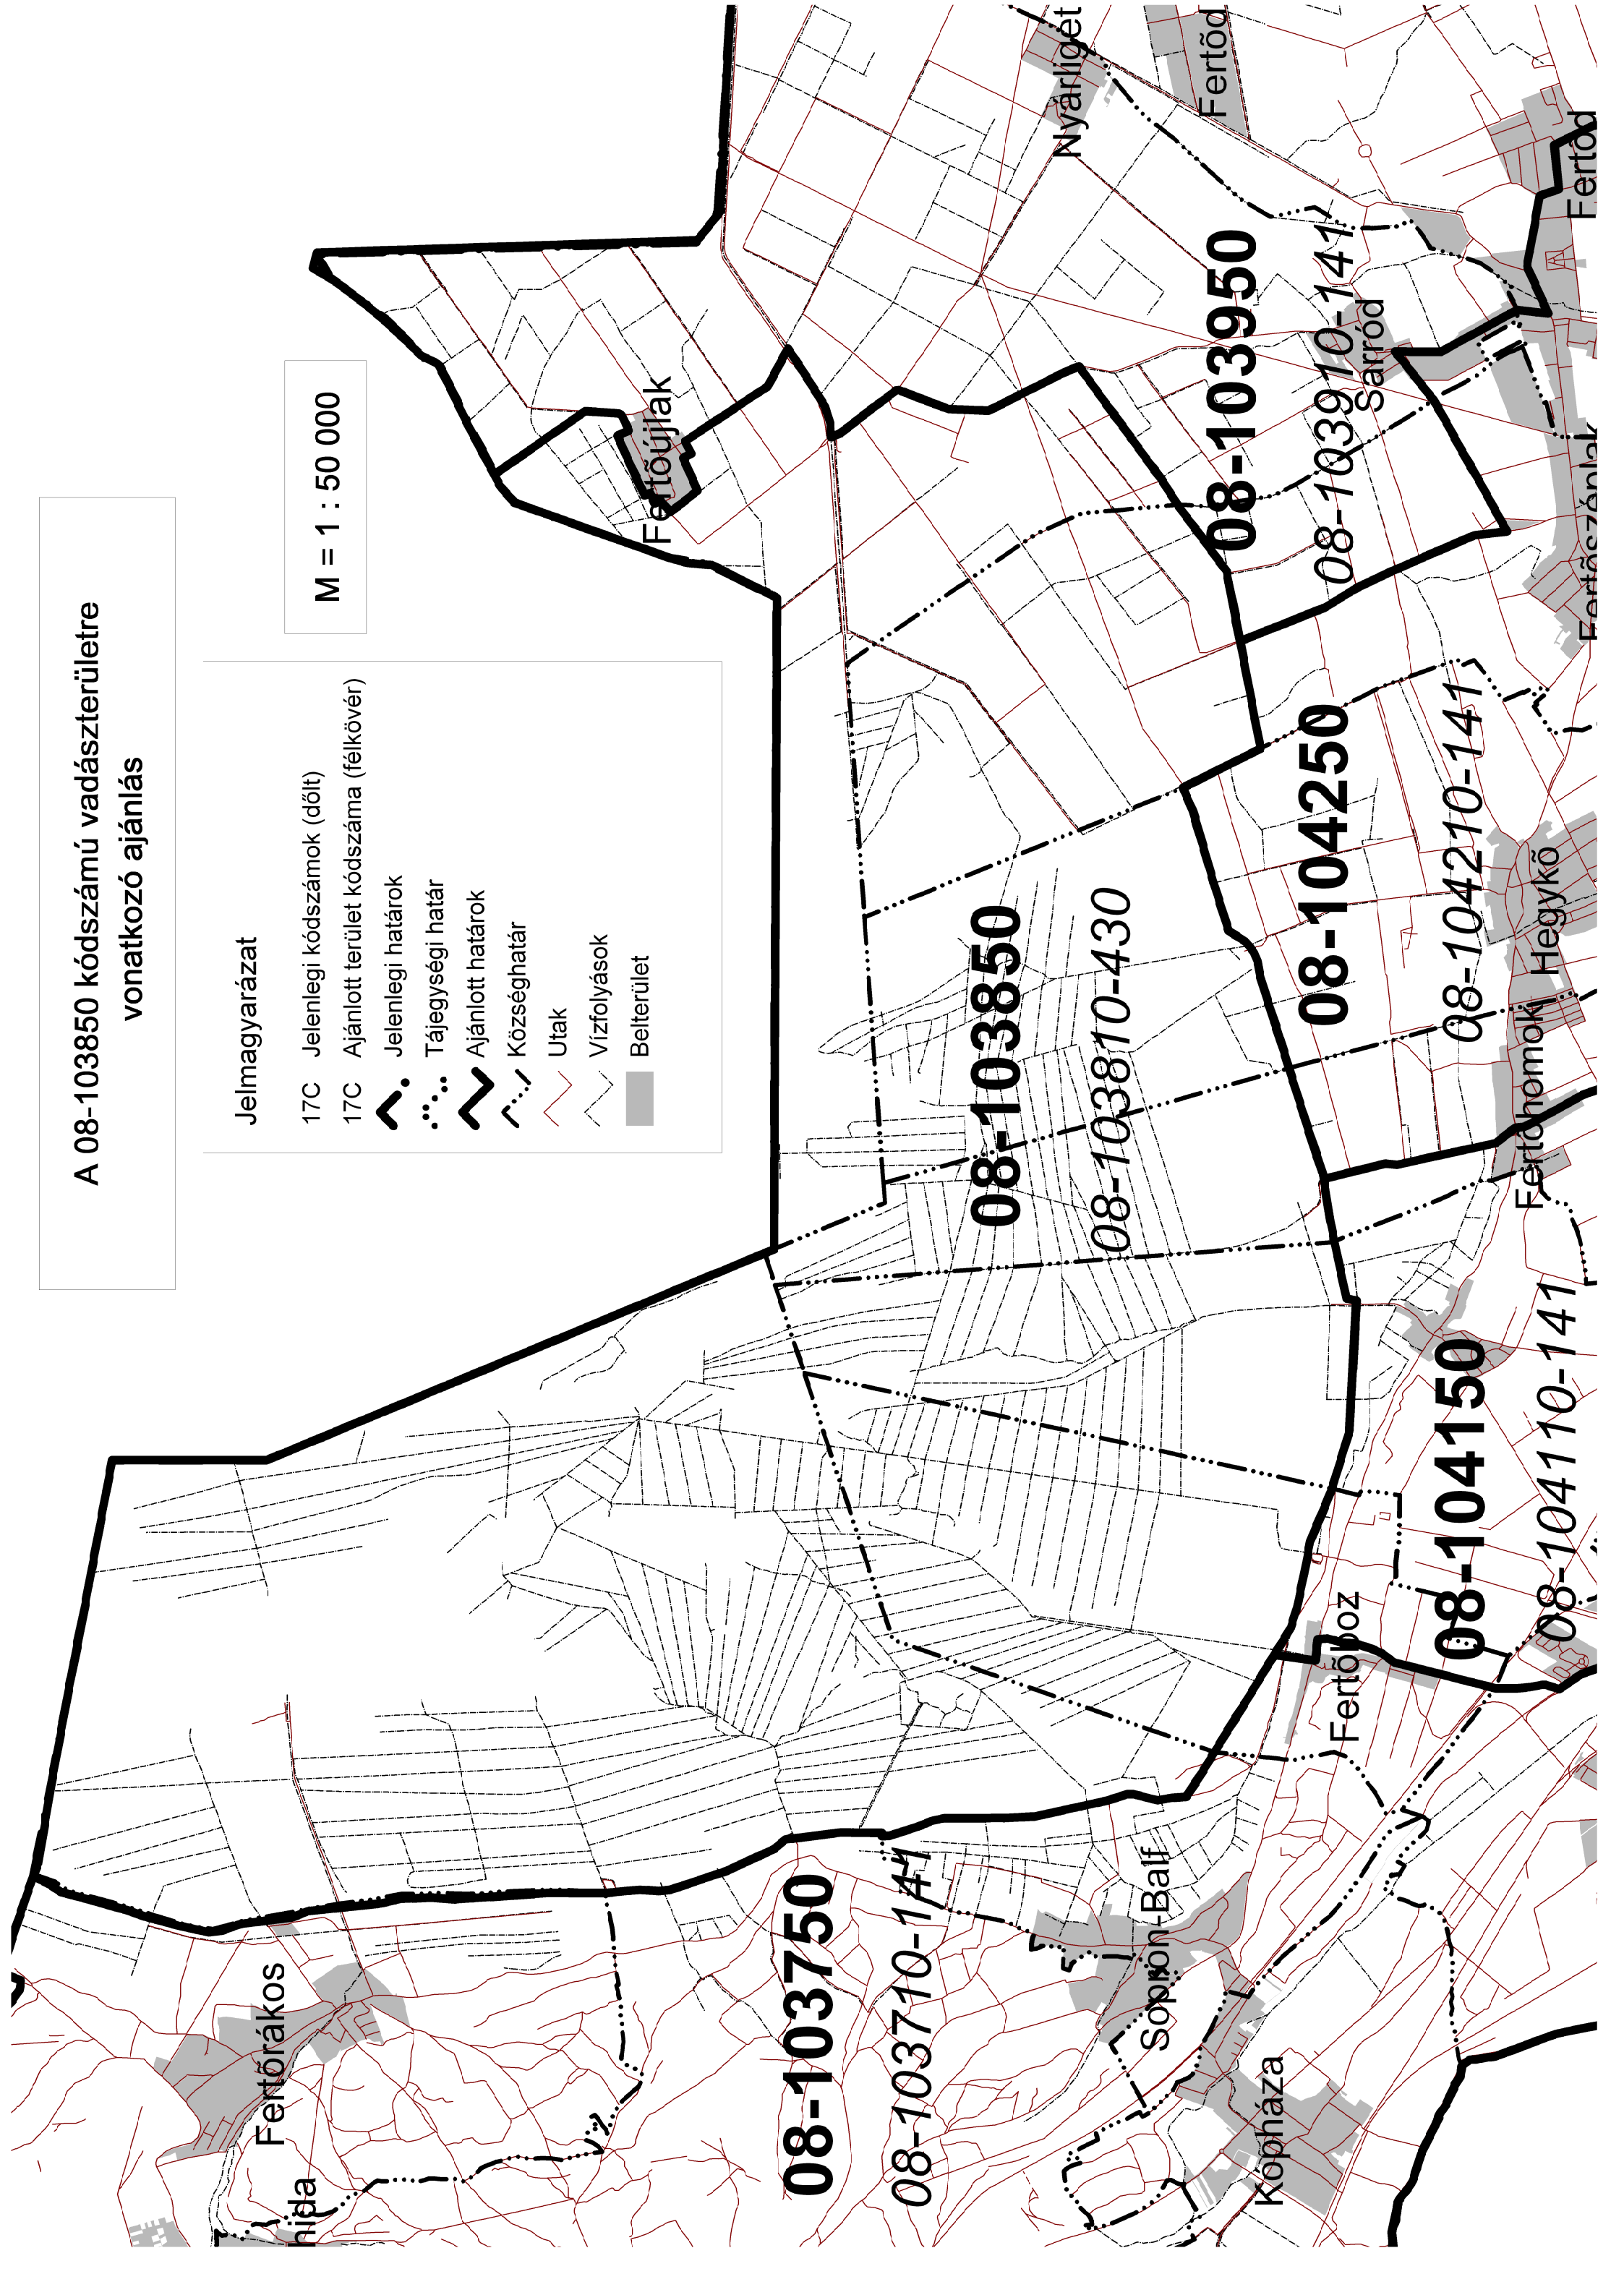 A 08-103850 kódszámú vadászterületre
vonatkozó ajánlás
M = 1 : 50 000
Jelmagyarázat
17C Jelenlegi kódszámok (dőlt)
17C Ajánlott terület kódszáma (félkövér)
Jelenlegi határok
Tájegységi határ
Ajánlott határok
Községhatár
Utak
Vízfolyások
Belterület
Fertőrákos
hida
08-103750
08-103710-141
Sopron-Balf
Kópháza
Fertőboz
08-104150
08-104110-141
08-103850
08-103810-430
Fertőhomok
Hegykő
08-104250
08-104210-141
Fertőújlak
08-103950
08-103910-141
Sarród
Fertőszéplak
Nyárliget
Fertőd
Fertőd